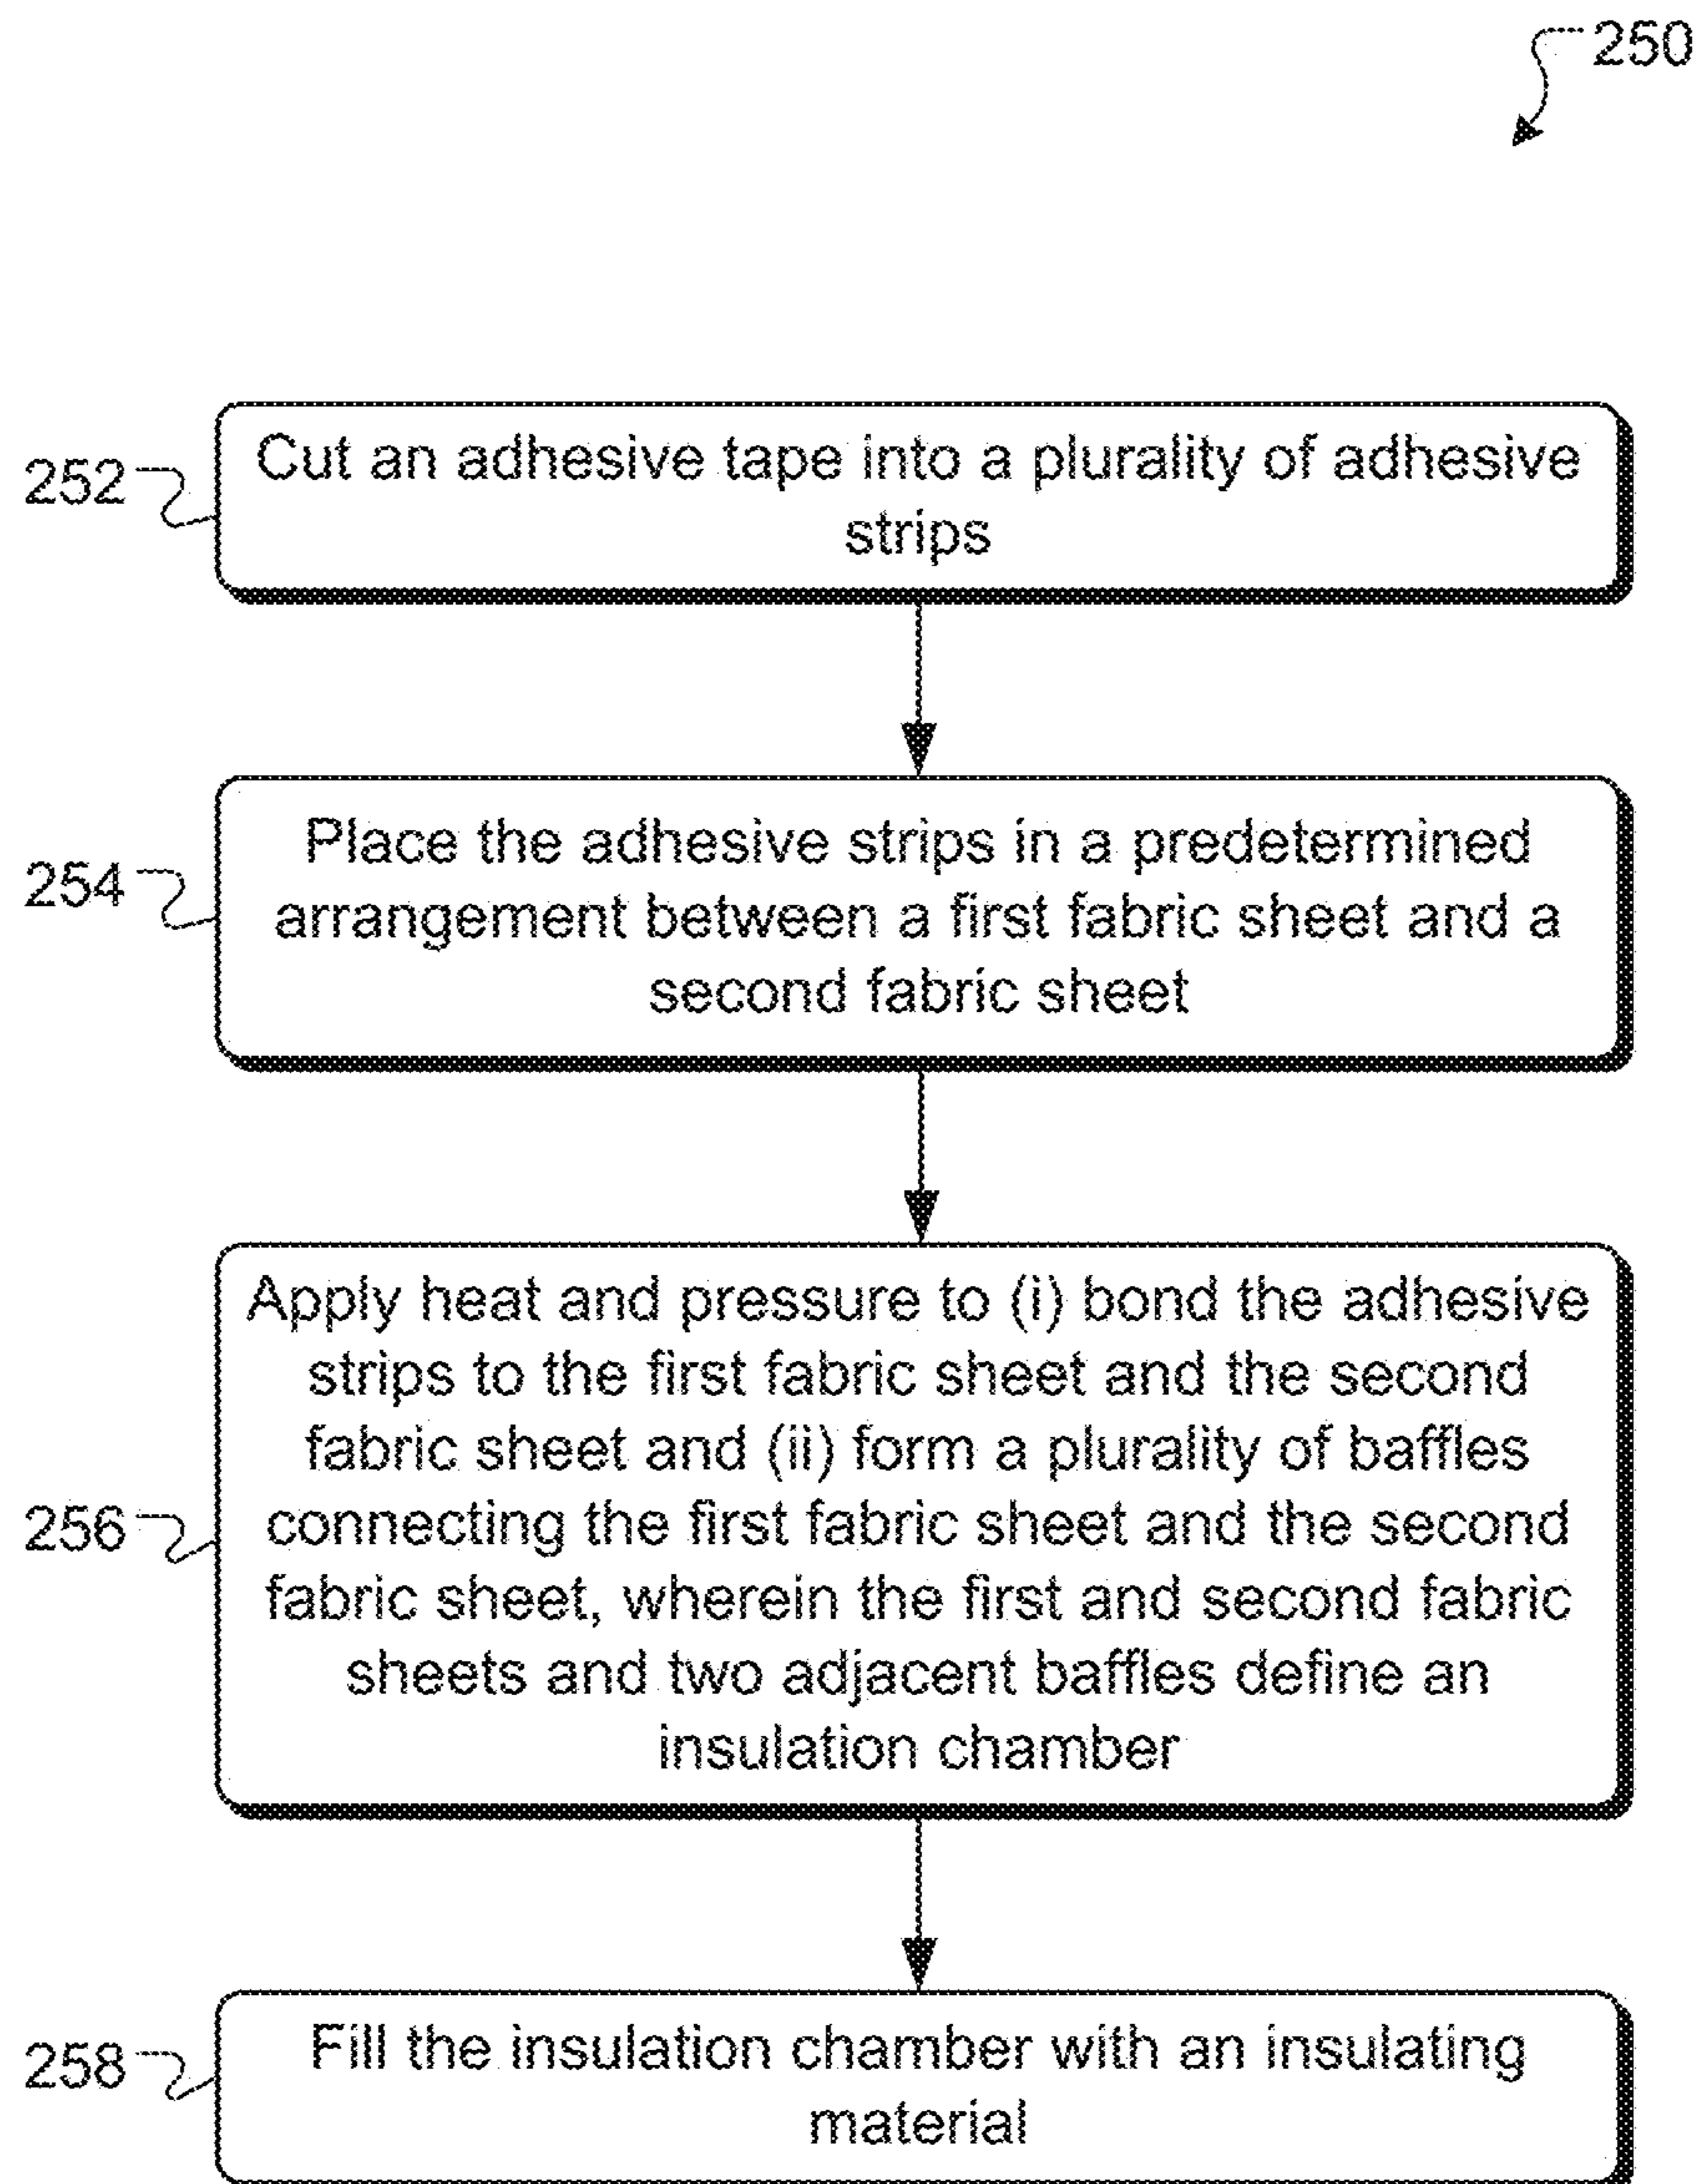 250
252
Cut an adhesive tape into a plurality of adhesive
strips
254
Place the adhesive strips in a predetermined
arrangement between a first fabric sheet and a
second fabric sheet
256
Apply heat and pressure to (i) bond the adhesive
strips to the first fabric sheet and the second
fabric sheet and (ii) form a plurality of baffles
connecting the first fabric sheet and the second
fabric sheet, wherein the first and second fabric
sheets and two adjacent baffles define an
insulation chamber
258
Fill the insulation chamber with an insulating
material